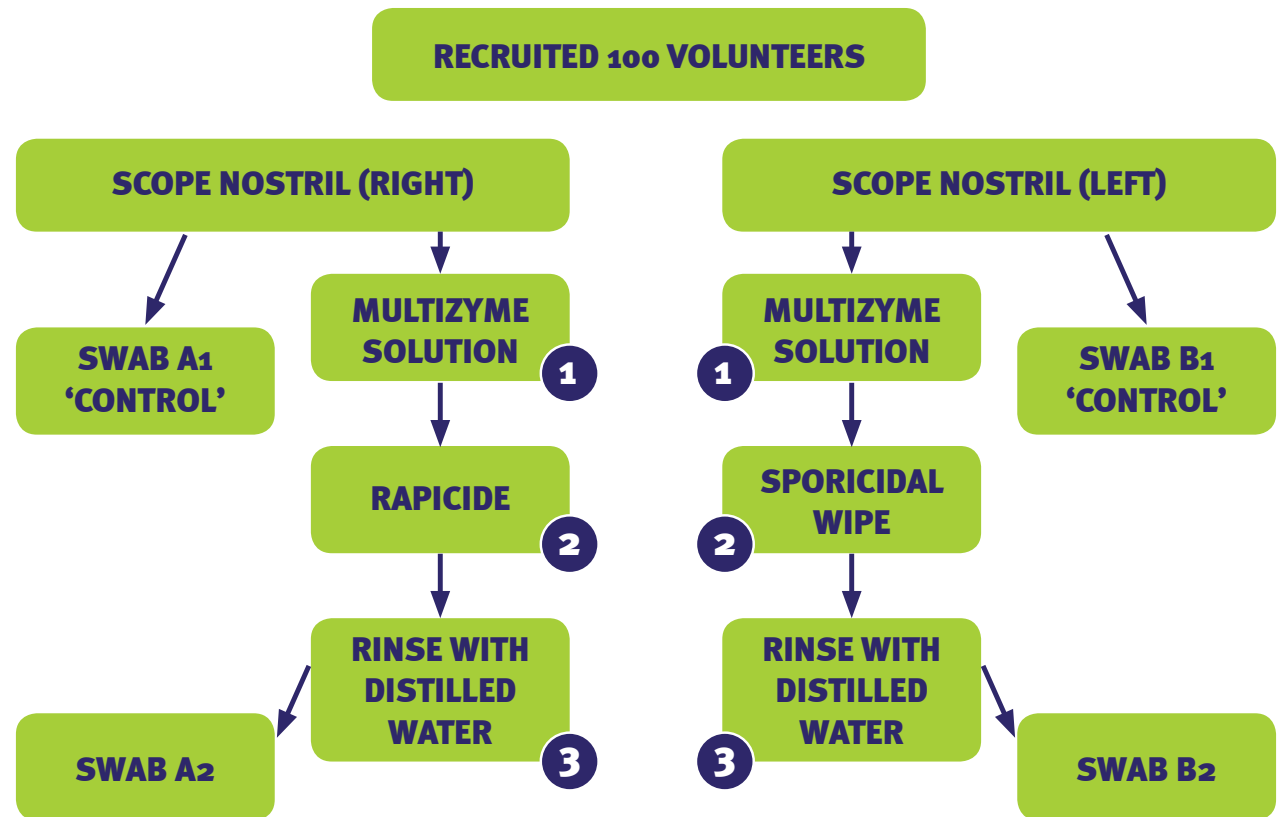 RECRUITED 100 VOLUNTEERS
SCOPE NOSTRIL (RIGHT)
SCOPE NOSTRIL (LEFT)
SWAB A1
‘CONTROL’
MULTIZYME
SOLUTION
1
MULTIZYME
SOLUTION
1
SWAB B1
‘CONTROL’
RAPICIDE
2
SPORICIDAL
WIPE
2
RINSE WITH
DISTILLED
WATER
3
RINSE WITH
DISTILLED
WATER
3
SWAB A2
SWAB B2